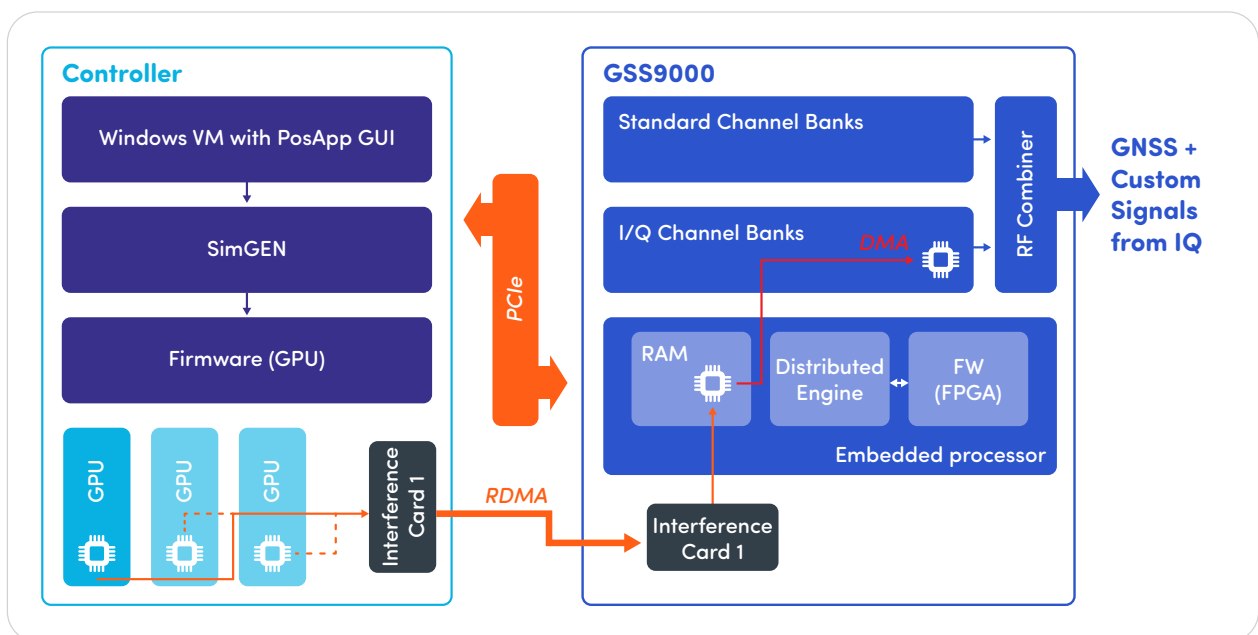 Controller
Windows VM with PosApp GUI
SimGEN
Firmware (GPU)
GPU
GPU
GPU
Interference
Card 1
RDMA
PCIe
GSS9000
Standard Channel Banks
I/Q Channel Banks
DMA
RF Combiner
RAM
Distributed
Engine
FW
(FPGA)
Embedded processor
Interference
Card 1
GNSS +
Custom
Signals
from IQ